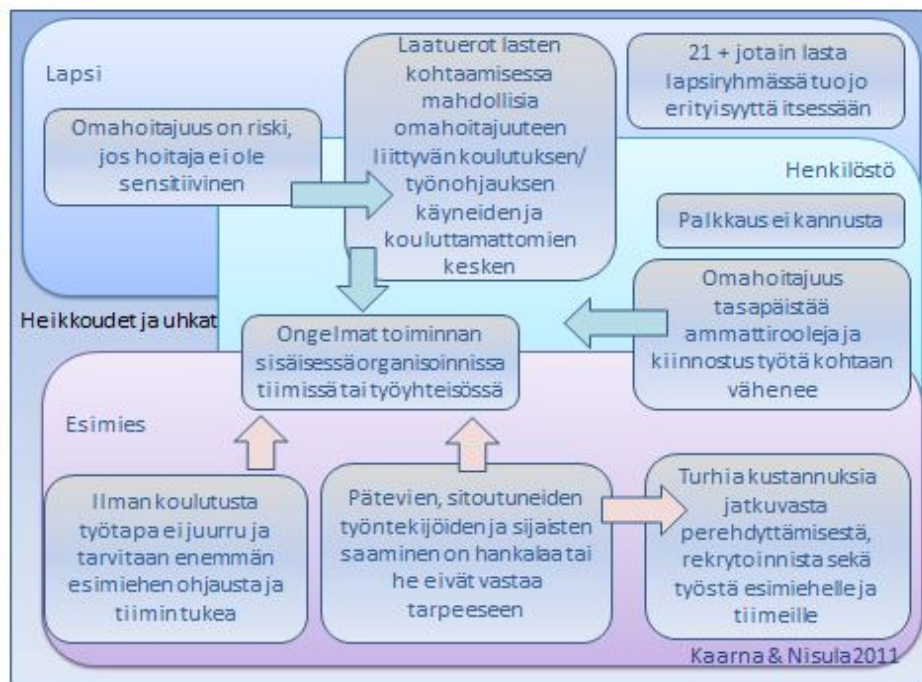 Lapsi
Omahoitajuus on riski,
jos hoitaja ei ole
sensitiivinen
Laatuerot lasten
kohtaamisessa
mahdollisia
omahoitajuuteen
liittyvän koulutuksen/
työnohjauksen
käyneiden ja
kouluttamattomien
kesken
21 + jotain lasta
lapsiryhmässä tuo jo
erityisyyttä itsessään
Henkilöstö
Palkkaus ei kannusta
Omahoitajuus
tasapäistää
ammattirooleja ja
kiinnostus työtä kohtaan
vähenee
Heikkoudet ja uhkat
Ongelmat toiminnan
sisäisessä organisoinnissa
tiimissä tai työyhteisössä
Esimies
Ilman koulutusta
työtapa ei juurru ja
tarvitaan enemmän
esimiehen ohjausta ja
tiimin tukea
Pätevien, sitoutuneiden
työntekijöiden ja sijaisten
saaminen on hankalaa tai
he eivät vastaa
tarpeeseen
Turhia kustannuksia
jatkuvasta
perehdyttämisestä,
rekrytoinnista sekä
työstä esimiehelle ja
tiimeille
Kaarna & Nisula 2011